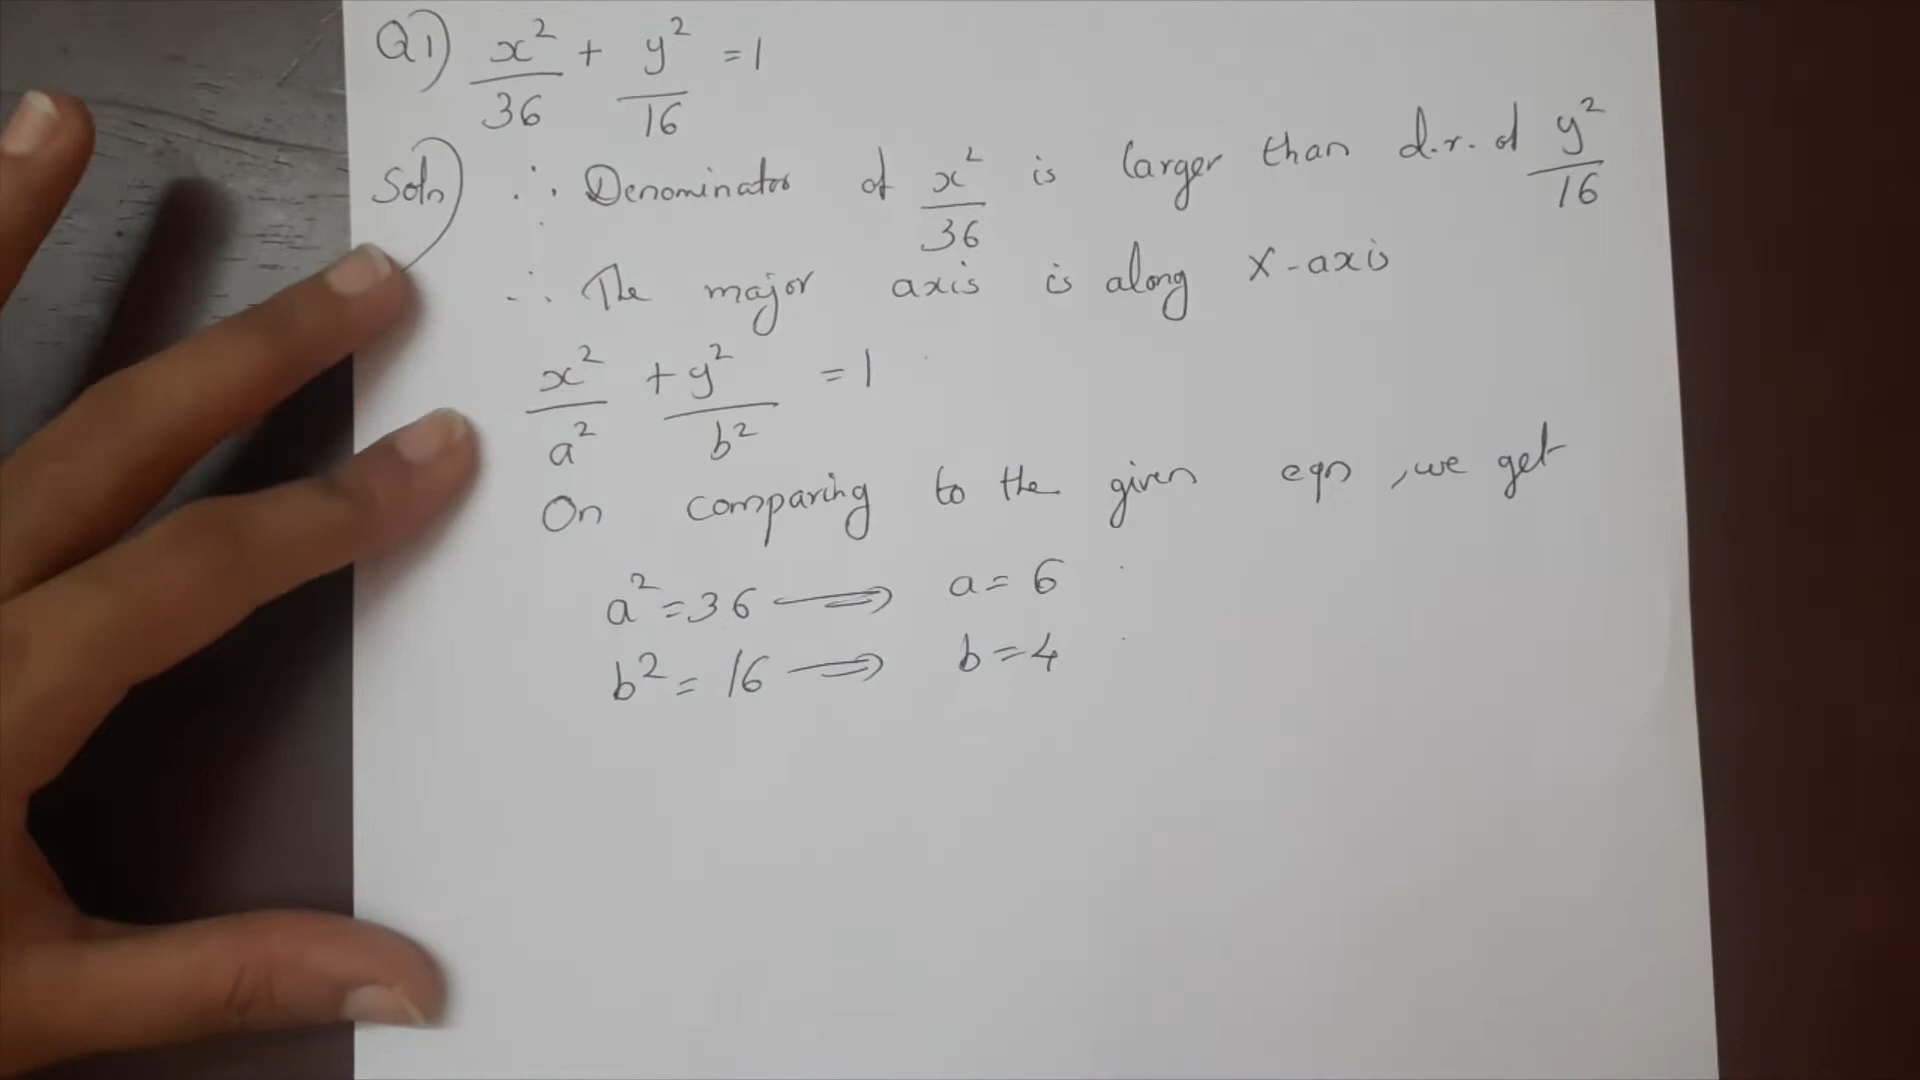 Q1) x²/36 + y²/16 = 1
Soln) ∴ Denominator of x²/36 is larger than d.r. of y²/16
∴ The major axis is along X-axis
x²/a² + y²/b² = 1
On comparing to the given eqn, we get
a² = 36 ⟹ a = 6
b² = 16 ⟹ b = 4